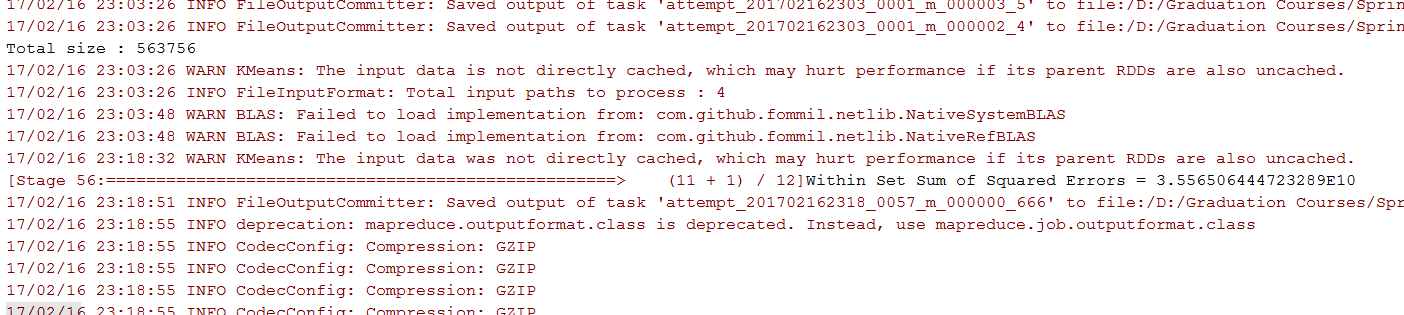 17/02/16 23:03:26 INFO FileOutputCommitter: Saved output of task 'attempt_201702162303_0001_m_000003_5' to file:/D:/Graduation Courses/Sprin
17/02/16 23:03:26 INFO FileOutputCommitter: Saved output of task 'attempt_201702162303_0001_m_000002_4' to file:/D:/Graduation Courses/Sprin
Total size : 563756
17/02/16 23:03:26 WARN KMeans: The input data is not directly cached, which may hurt performance if its parent RDDs are also uncached.
17/02/16 23:03:26 INFO FileInputFormat: Total input paths to process : 4
17/02/16 23:03:48 WARN BLAS: Failed to load implementation from: com.github.fommil.netlib.NativeSystemBLAS
17/02/16 23:03:48 WARN BLAS: Failed to load implementation from: com.github.fommil.netlib.NativeRefBLAS
17/02/16 23:18:32 WARN KMeans: The input data was not directly cached, which may hurt performance if its parent RDDs are also uncached.
[Stage 56:===================================================>    (11 + 1) / 12]Within Set Sum of Squared Errors = 3.556506444723289E10
17/02/16 23:18:51 INFO FileOutputCommitter: Saved output of task 'attempt_201702162318_0057_m_000000_666' to file:/D:/Graduation Courses/Spr
17/02/16 23:18:55 INFO deprecation: mapreduce.outputformat.class is deprecated. Instead, use mapreduce.job.outputformat.class
17/02/16 23:18:55 INFO CodecConfig: Compression: GZIP
17/02/16 23:18:55 INFO CodecConfig: Compression: GZIP
17/02/16 23:18:55 INFO CodecConfig: Compression: GZIP
17/02/16 23:18:55 INFO CodecConfig: Compression: GZIP